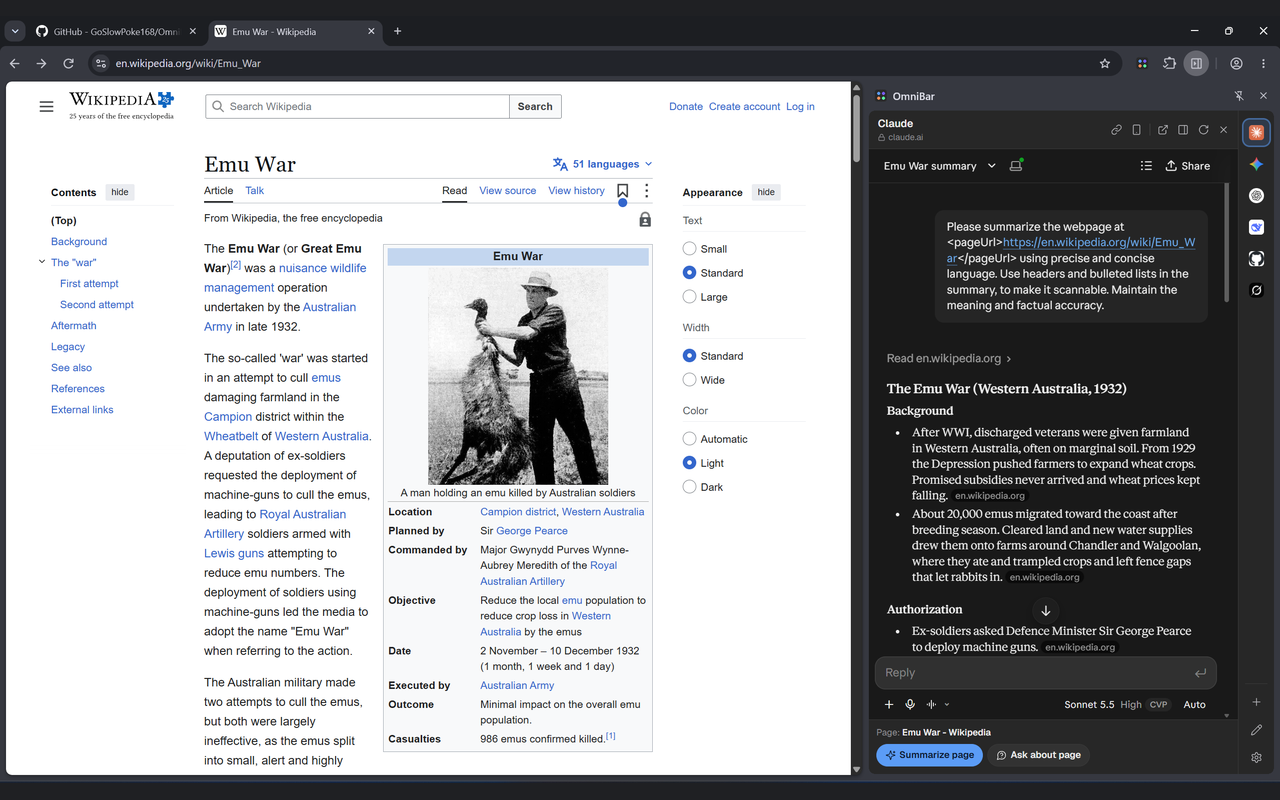 GitHub - GoSlowPoke168/Omni
Emu War - Wikipedia
en.wikipedia.org/wiki/Emu_War
WIKIPEDIA
25 years of the free encyclopedia
Search Wikipedia
Search
Donate Create account Log in
Contents hide
(Top)
Background
The "war"
First attempt
Second attempt
Aftermath
Legacy
See also
References
External links
Emu War
51 languages
Article Talk
Read View source View history
From Wikipedia, the free encyclopedia
The Emu War (or Great Emu
War)[2] was a nuisance wildlife
management operation
undertaken by the Australian
Army in late 1932.
The so-called 'war' was started
in an attempt to cull emus
damaging farmland in the
Campion district within the
Wheatbelt of Western Australia.
A deputation of ex-soldiers
requested the deployment of
machine-guns to cull the emus,
leading to Royal Australian
Artillery soldiers armed with
Lewis guns attempting to
reduce emu numbers. The
deployment of soldiers using
machine-guns led the media to
adopt the name "Emu War"
when referring to the action.
The Australian military made
two attempts to cull the emus,
but both were largely
ineffective, as the emus split
into small, alert and highly
Emu War
A man holding an emu killed by Australian soldiers
Location Campion district, Western Australia
Planned by Sir George Pearce
Commanded by Major Gwynydd Purves Wynne-
Aubrey Meredith of the Royal
Australian Artillery
Objective Reduce the local emu population to
reduce crop loss in Western
Australia by the emus
Date 2 November – 10 December 1932
(1 month, 1 week and 1 day)
Executed by Australian Army
Outcome Minimal impact on the overall emu
population.
Casualties 986 emus confirmed killed.[1]
Appearance hide
Text
Small
Standard
Large
Width
Standard
Wide
Color
Automatic
Light
Dark
OmniBar
Claude
claude.ai
Emu War summary
Share
Please summarize the webpage at
<pageUrl>https://en.wikipedia.org/wiki/Emu_W
ar</pageUrl> using precise and concise
language. Use headers and bulleted lists in the
summary, to make it scannable. Maintain the
meaning and factual accuracy.
Read en.wikipedia.org
The Emu War (Western Australia, 1932)
Background
• After WWI, discharged veterans were given farmland
in Western Australia, often on marginal soil. From 1929
the Depression pushed farmers to expand wheat crops.
Promised subsidies never arrived and wheat prices kept
falling. en.wikipedia.org
• About 20,000 emus migrated toward the coast after
breeding season. Cleared land and new water supplies
drew them onto farms around Chandler and Walgoolan,
where they ate and trampled crops and left fence gaps
that let rabbits in. en.wikipedia.org
Authorization
• Ex-soldiers asked Defence Minister Sir George Pearce
to deploy machine guns. en.wikipedia.org
Reply
Sonnet 5.5 High CVP Auto
Page: Emu War - Wikipedia
Summarize page
Ask about page